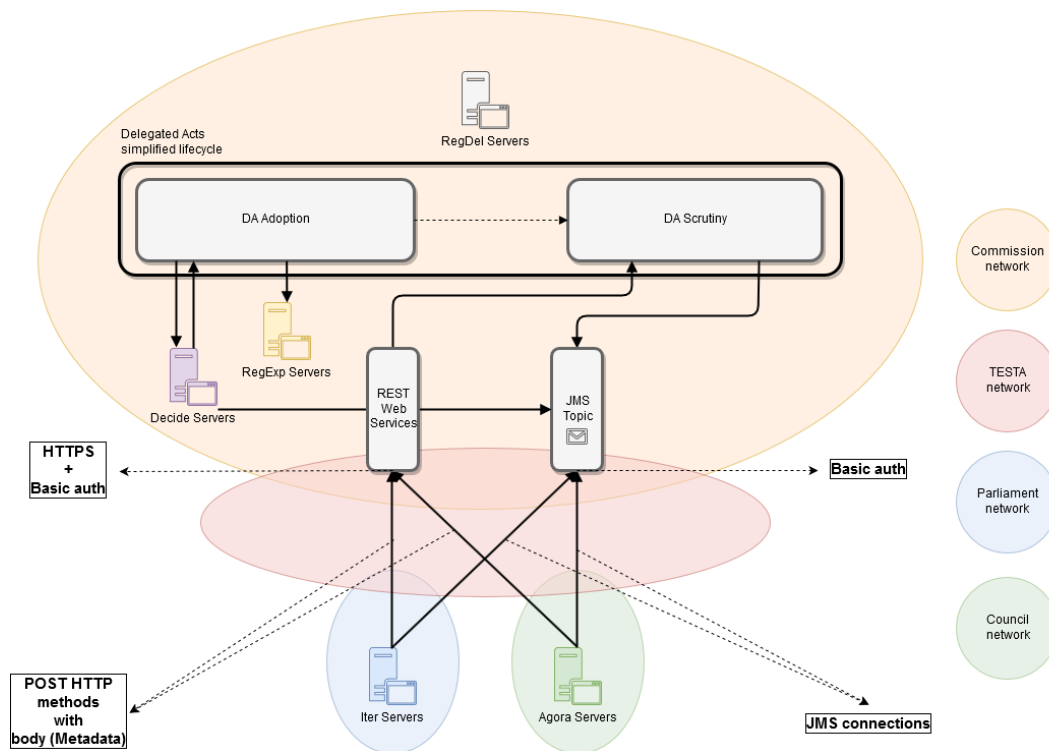 RegDel Servers
Delegated Acts
simplified lifecycle
DA Adoption
DA Scrutiny
Commission
network
RegExp Servers
REST
Web
Services
JMS
Topic
Decide Servers
TESTA
network
HTTPS
+
Basic auth
Basic auth
Parliament
network
Council
network
POST HTTP
methods
with
body (Metadata)
Iter Servers
Agora Servers
JMS connections